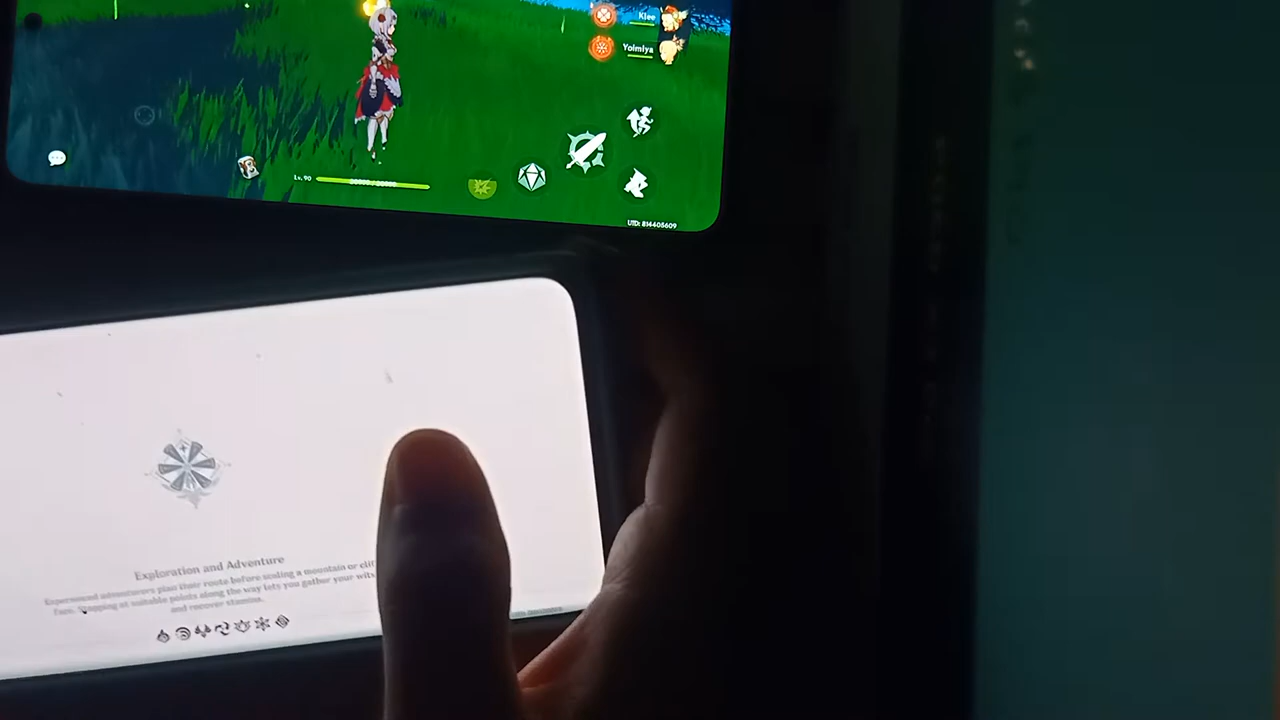 Klee
Yoimiya
Lv. 90
UID: 814405609
Exploration and Adventure
Experienced adventurers plan their route before scaling a mountain or cliff
face. Stopping at suitable points along the way lets you gather your wits
and recover stamina.